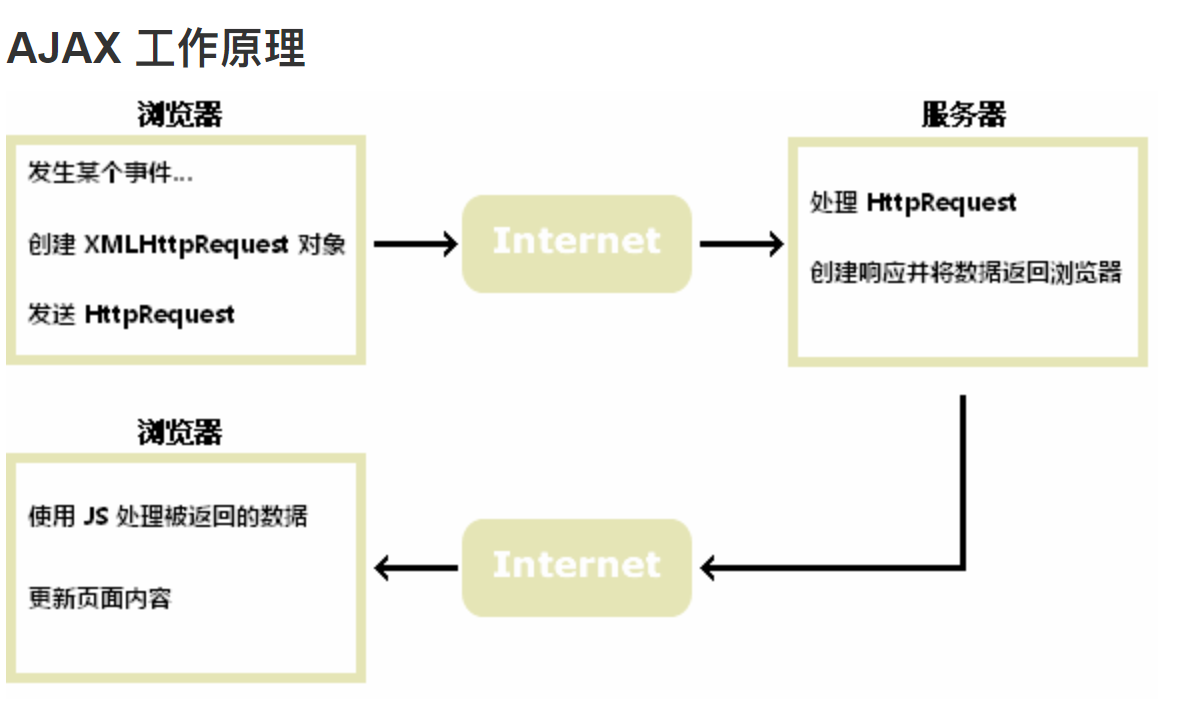 AJAX 工作原理
浏览器
发生某个事件...
创建 XMLHttpRequest 对象
发送 HttpRequest
Internet
服务器
处理 HttpRequest
创建响应并将数据返回浏览器
浏览器
使用 JS 处理被返回的数据
更新页面内容
Internet